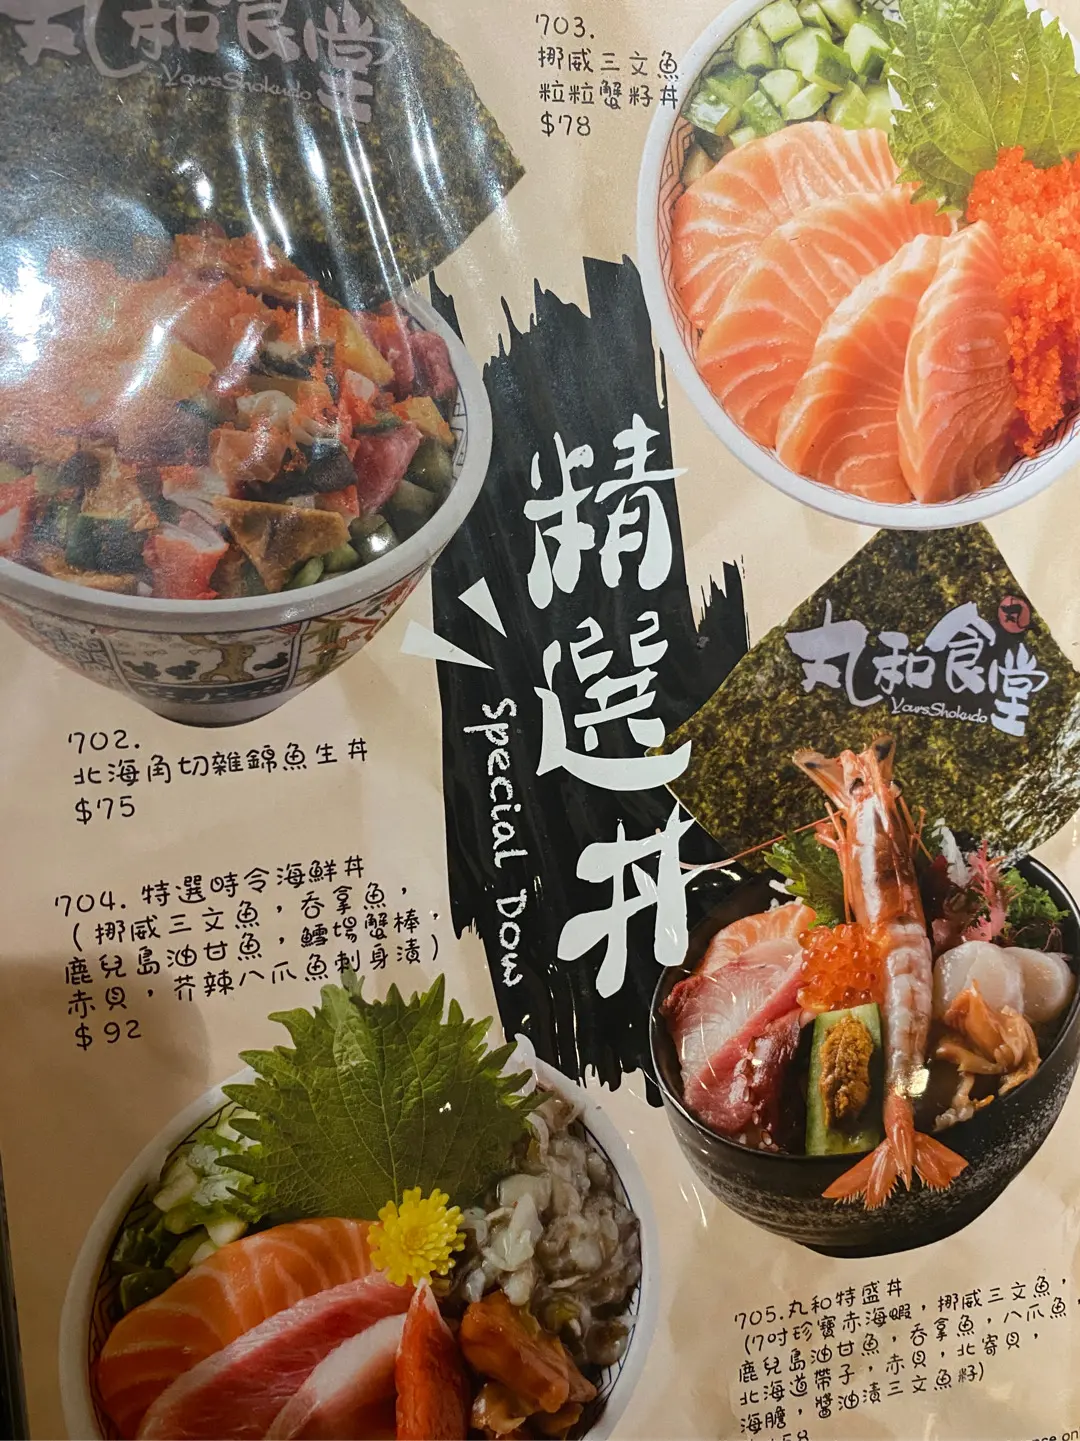 丸和食堂
YoursShokudo
703.
挪威三文魚
粒粒蟹籽丼
$78
精選丼
Special Don
丸和食堂
丸
YoursShokudo
702.
北海角切雜錦魚生丼
$75
704. 特選時令海鮮丼
(挪威三文魚，吞拿魚，
鹿兒島油甘魚，鱈場蟹棒，
赤貝，芥辣八爪魚刺身漬)
$92
705.丸和特盛丼
(7吋珍寶赤海蝦，挪威三文魚，
鹿兒島油甘魚，吞拿魚，八爪魚，
北海道帶子，赤貝，北寄貝，
海膽，醬油漬三文魚籽)